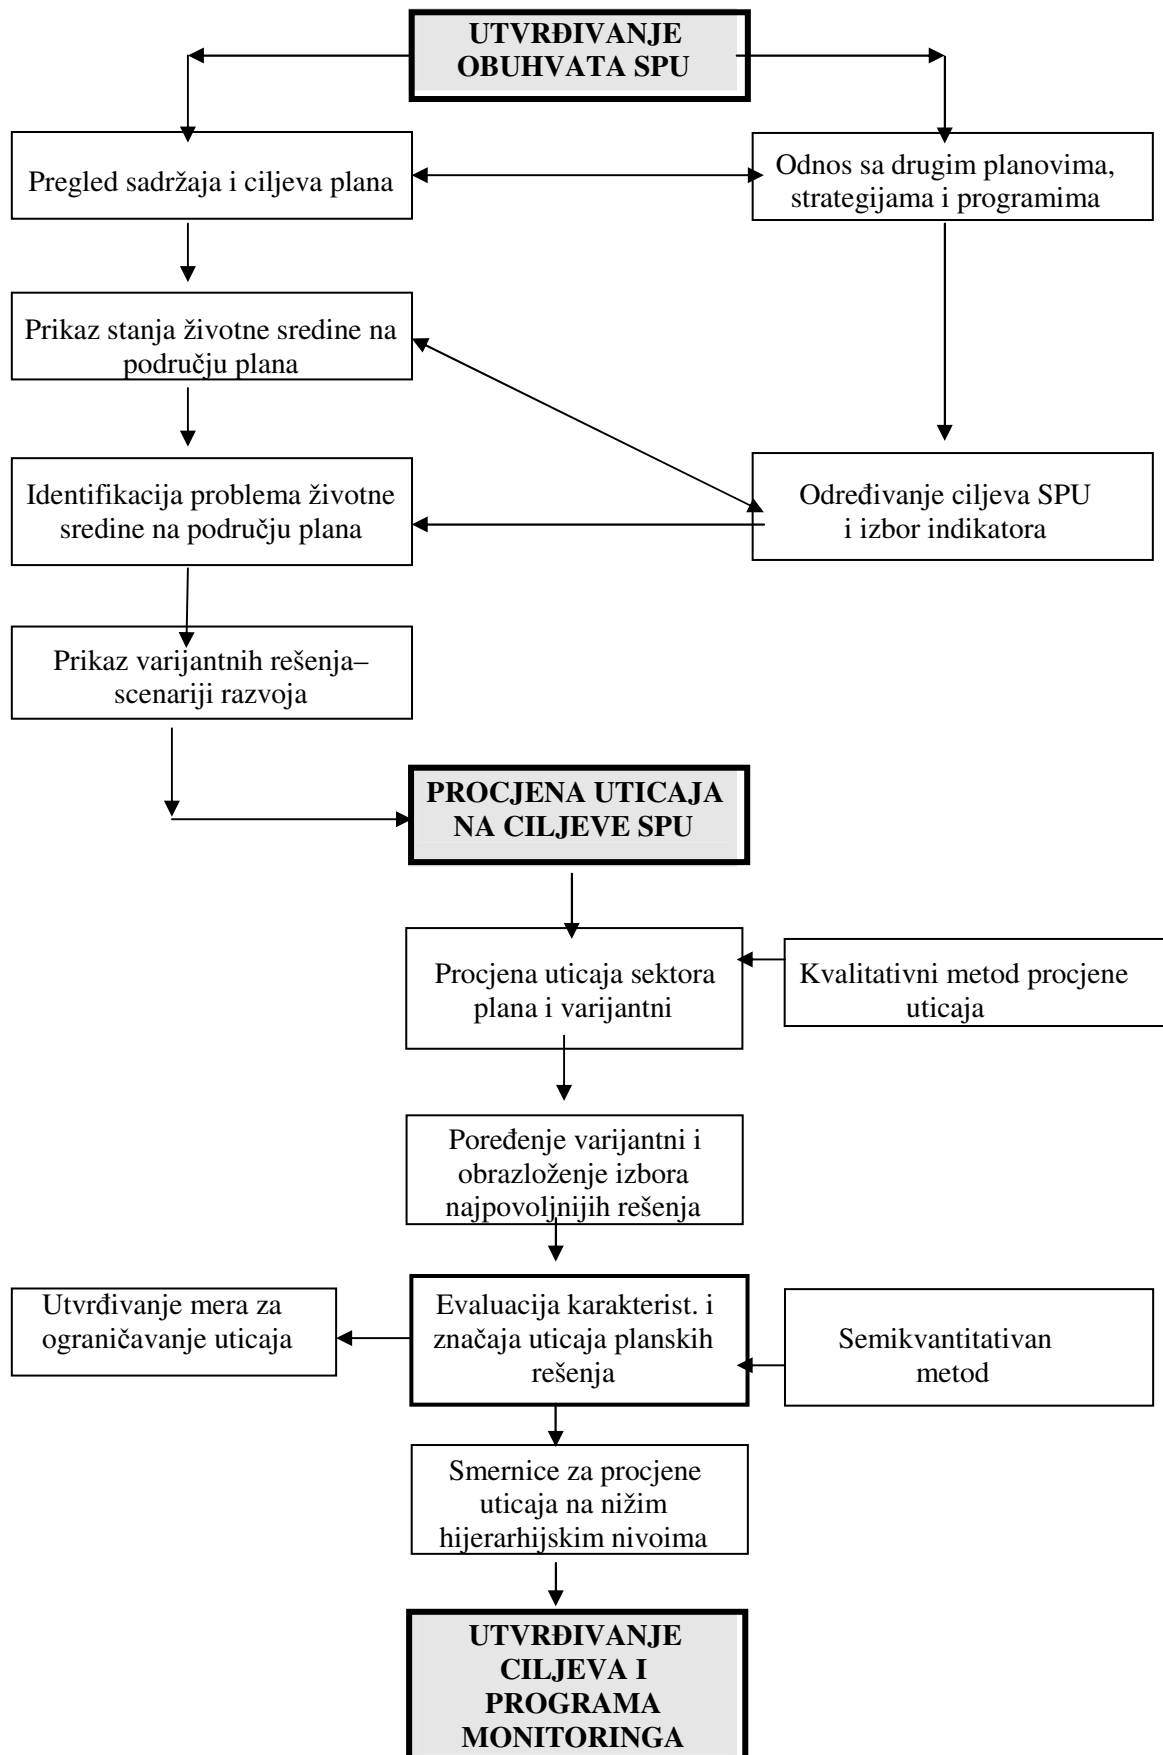 UTVRĐIVANJE
OBUHVATA SPU
Pregled sadržaja i ciljeva plana
Odnos sa drugim planovima,
strategijama i programima
Prikaz stanja životne sredine na
području plana
Identifikacija problema životne
sredine na području plana
Određivanje ciljeva SPU
i izbor indikatora
Prikaz varijantnih rešenja–
scenariji razvoja
PROCJENA UTICAJA
NA CILJEVE SPU
Procjena uticaja sektora
plana i varijantni
Kvalitativni metod procjene
uticaja
Poređenje varijantni i
obrazloženje izbora
najpovoljnijih rešenja
Utvrđivanje mera za
ograničavanje uticaja
Evaluacija karakterist. i
značaja uticaja planskih
rešenja
Semikvantitativan
metod
Smernice za procjene
uticaja na nižim
hijerarhijskim nivoima
UTVRĐIVANJE
CILJEVA I
PROGRAMA
MONITORINGA